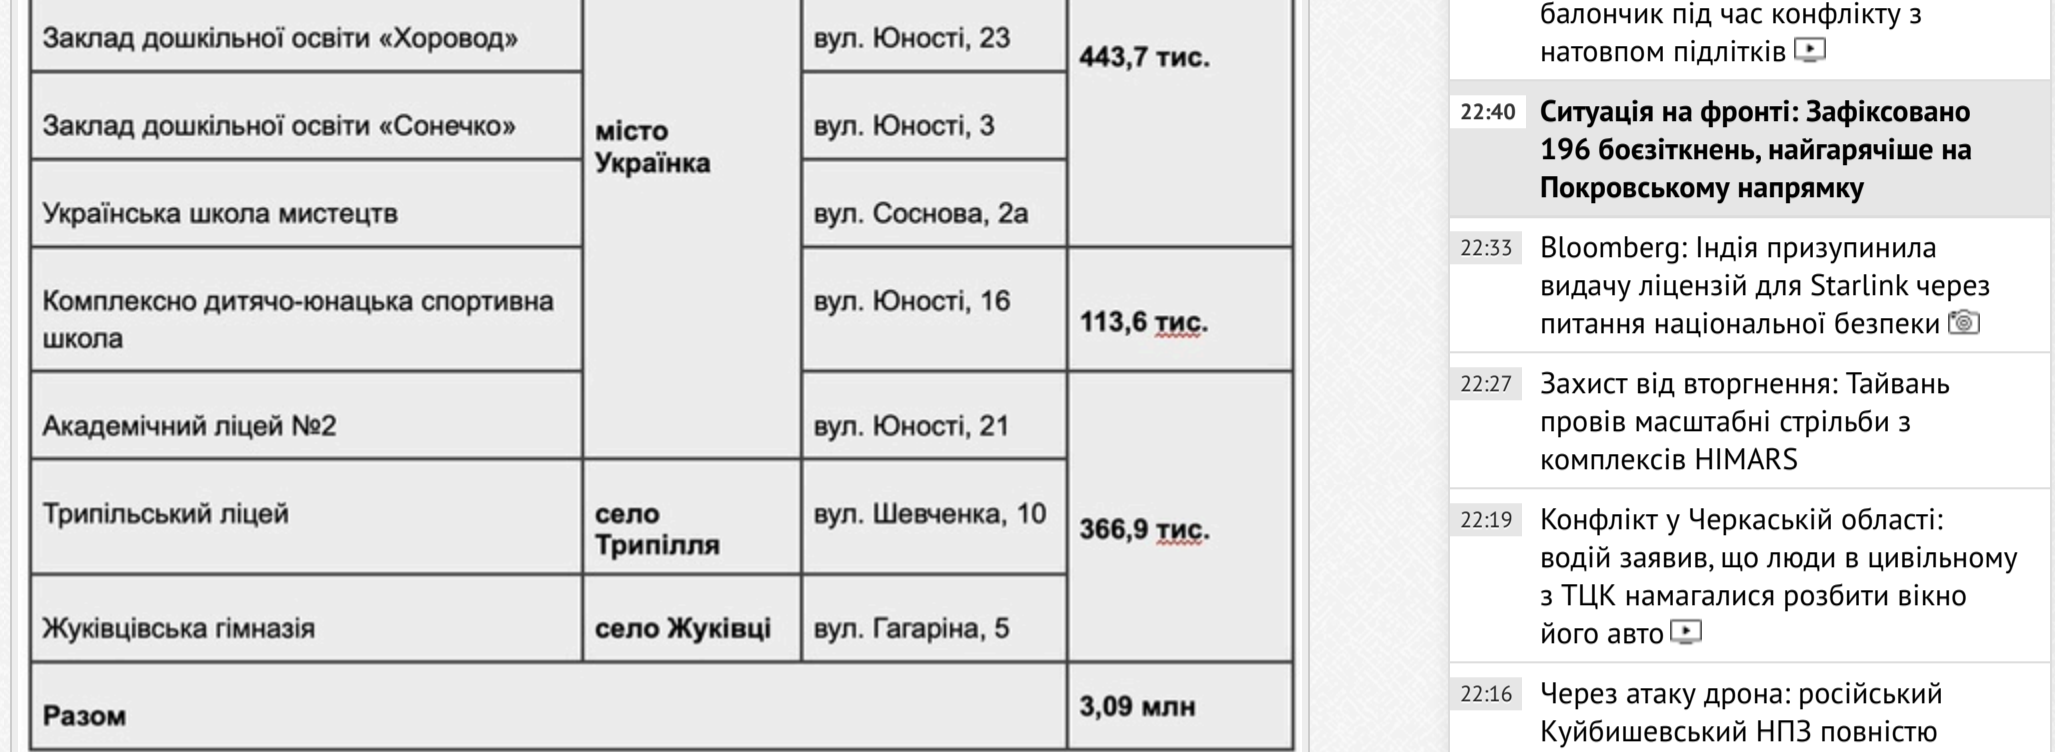 Заклад дошкільної освіти «Хоровод»
вул. Юності, 23
443,7 тис.
Заклад дошкільної освіти «Сонечко»
місто
Українка
вул. Юності, 3
Українська школа мистецтв
вул. Соснова, 2а
Комплексно дитячо-юнацька спортивна
школа
вул. Юності, 16
113,6 тис.
Академічний ліцей №2
вул. Юності, 21
Трипільський ліцей
село
Трипілля
вул. Шевченка, 10
366,9 тис.
Жуківцівська гімназія
село Жуківці
вул. Гагаріна, 5
Разом
3,09 млн
балончик під час конфлікту з
натовпом підлітків
22:40
Ситуація на фронті: Зафіксовано
196 боєзіткнень, найгарячіше на
Покровському напрямку
22:33
Bloomberg: Індія призупинила
видачу ліцензій для Starlink через
питання національної безпеки
22:27
Захист від вторгнення: Тайвань
провів масштабні стрільби з
комплексів HIMARS
22:19
Конфлікт у Черкаській області:
водій заявив, що люди в цивільному
з ТЦК намагалися розбити вікно
його авто
22:16
Через атаку дрона: російський
Куйбишевський НПЗ повністю